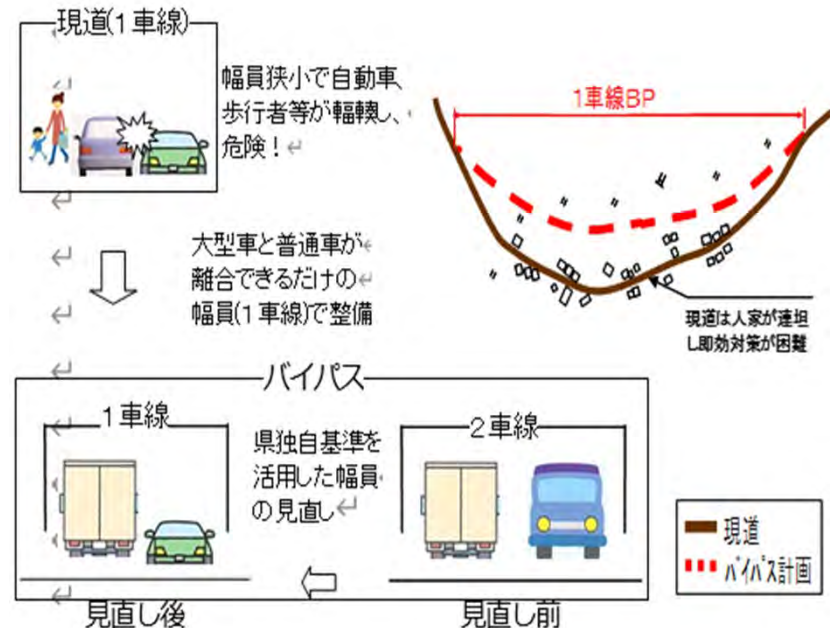 現道(1車線)
幅員狭小で自動車、
歩行者等が輻輳し、
危険！
大型車と普通車が
離合できるだけの
幅員(1車線)で整備
1車線BP
現道は人家が連坦
し即効対策が困難
バイパス
1車線
県独自基準を
活用した幅員
の見直し
2車線
見直し後
見直し前
現道
バイパス計画